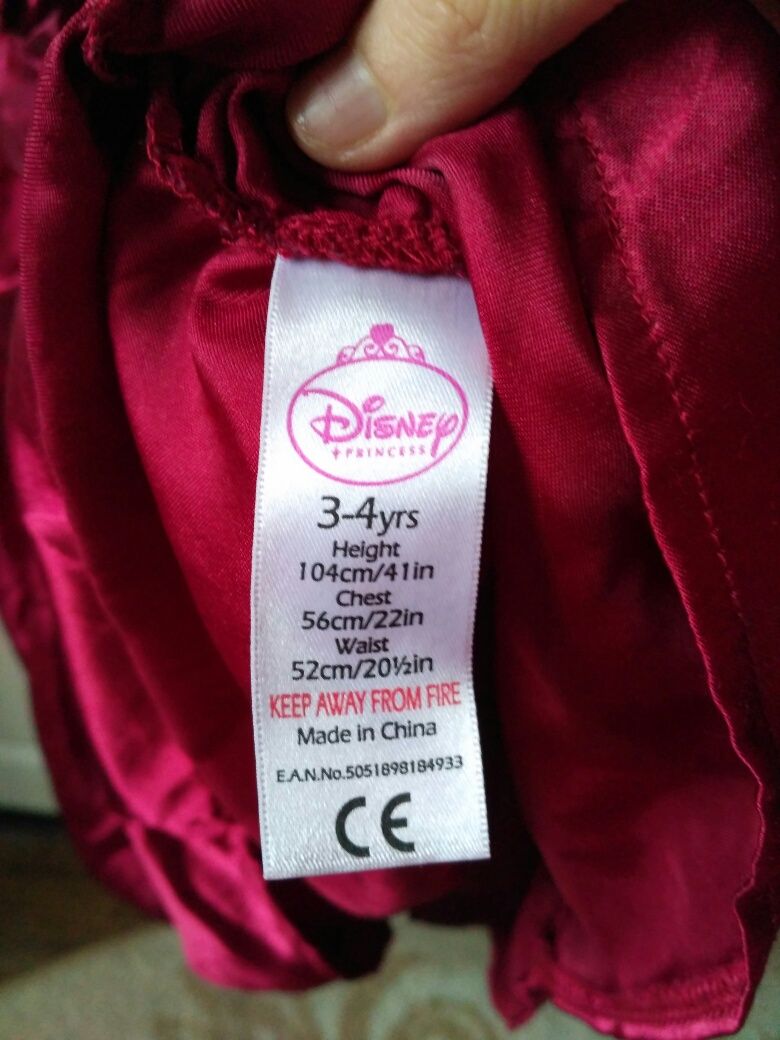 Disney
PRINCESS
3-4yrs
Height
104cm/41in
Chest
56cm/22in
Waist
52cm/20½in
KEEP AWAY FROM FIRE
Made in China
E.A.N.No.5051898184933
CE